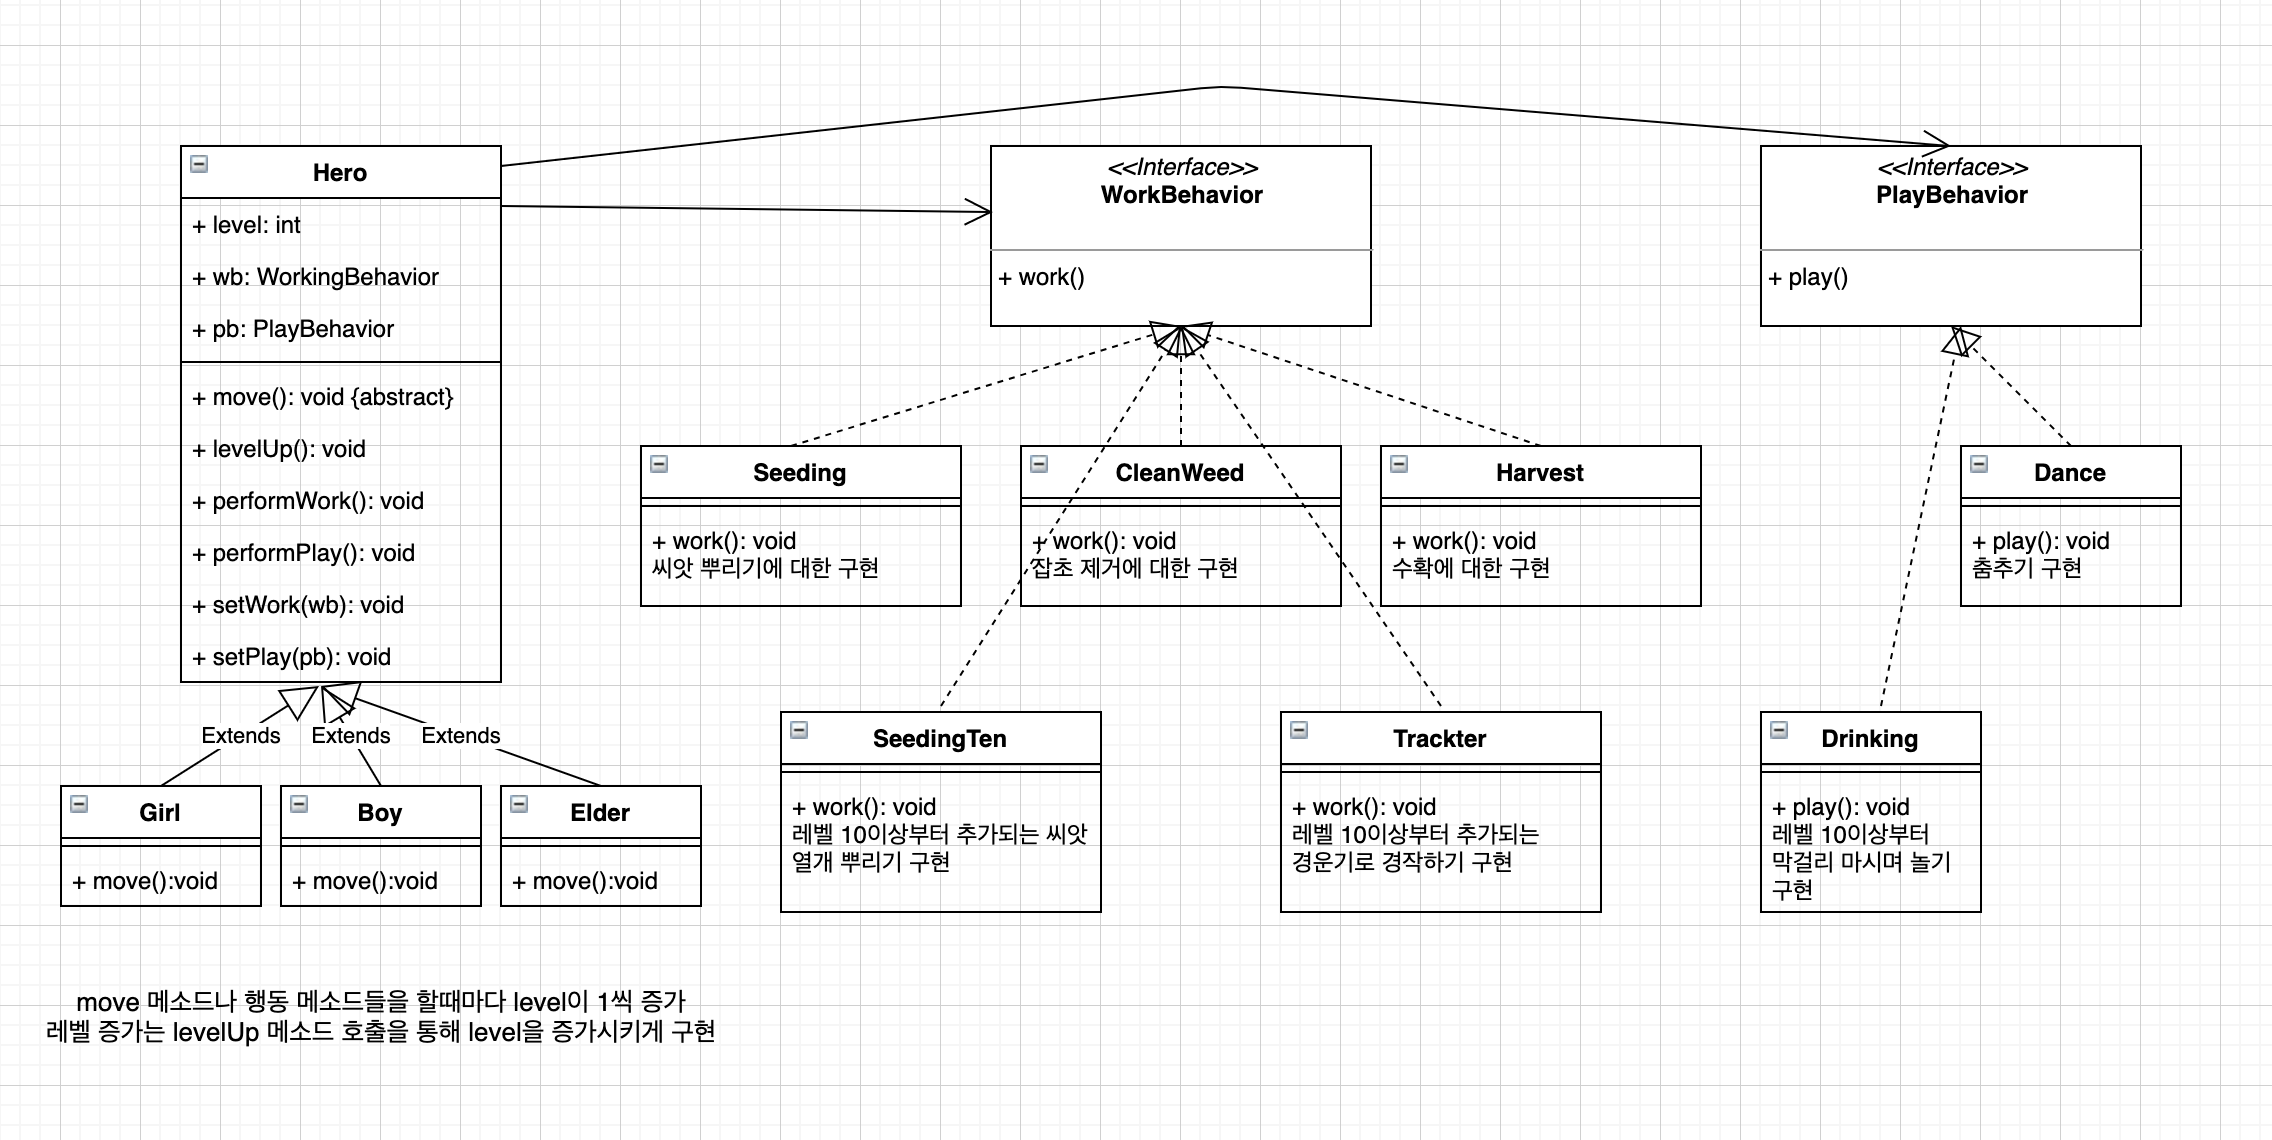 Hero
+ level: int
+ wb: WorkingBehavior
+ pb: PlayBehavior
+ move(): void {abstract}
+ levelUp(): void
+ performWork(): void
+ performPlay(): void
+ setWork(wb): void
+ setPlay(pb): void
<<Interface>>
WorkBehavior
+ work()
<<Interface>>
PlayBehavior
+ play()
Seeding
+ work(): void
씨앗 뿌리기에 대한 구현
CleanWeed
+ work(): void
잡초 제거에 대한 구현
Harvest
+ work(): void
수확에 대한 구현
Dance
+ play(): void
춤추기 구현
Extends
Extends
Extends
Girl
+ move():void
Boy
+ move():void
Elder
+ move():void
SeedingTen
+ work(): void
레벨 10이상부터 추가되는 씨앗
열개 뿌리기 구현
Trackter
+ work(): void
레벨 10이상부터 추가되는
경운기로 경작하기 구현
Drinking
+ play(): void
레벨 10이상부터
막걸리 마시며 놀기
구현
move 메소드나 행동 메소드들을 할때마다 level이 1씩 증가
레벨 증가는 levelUp 메소드 호출을 통해 level을 증가시키게 구현